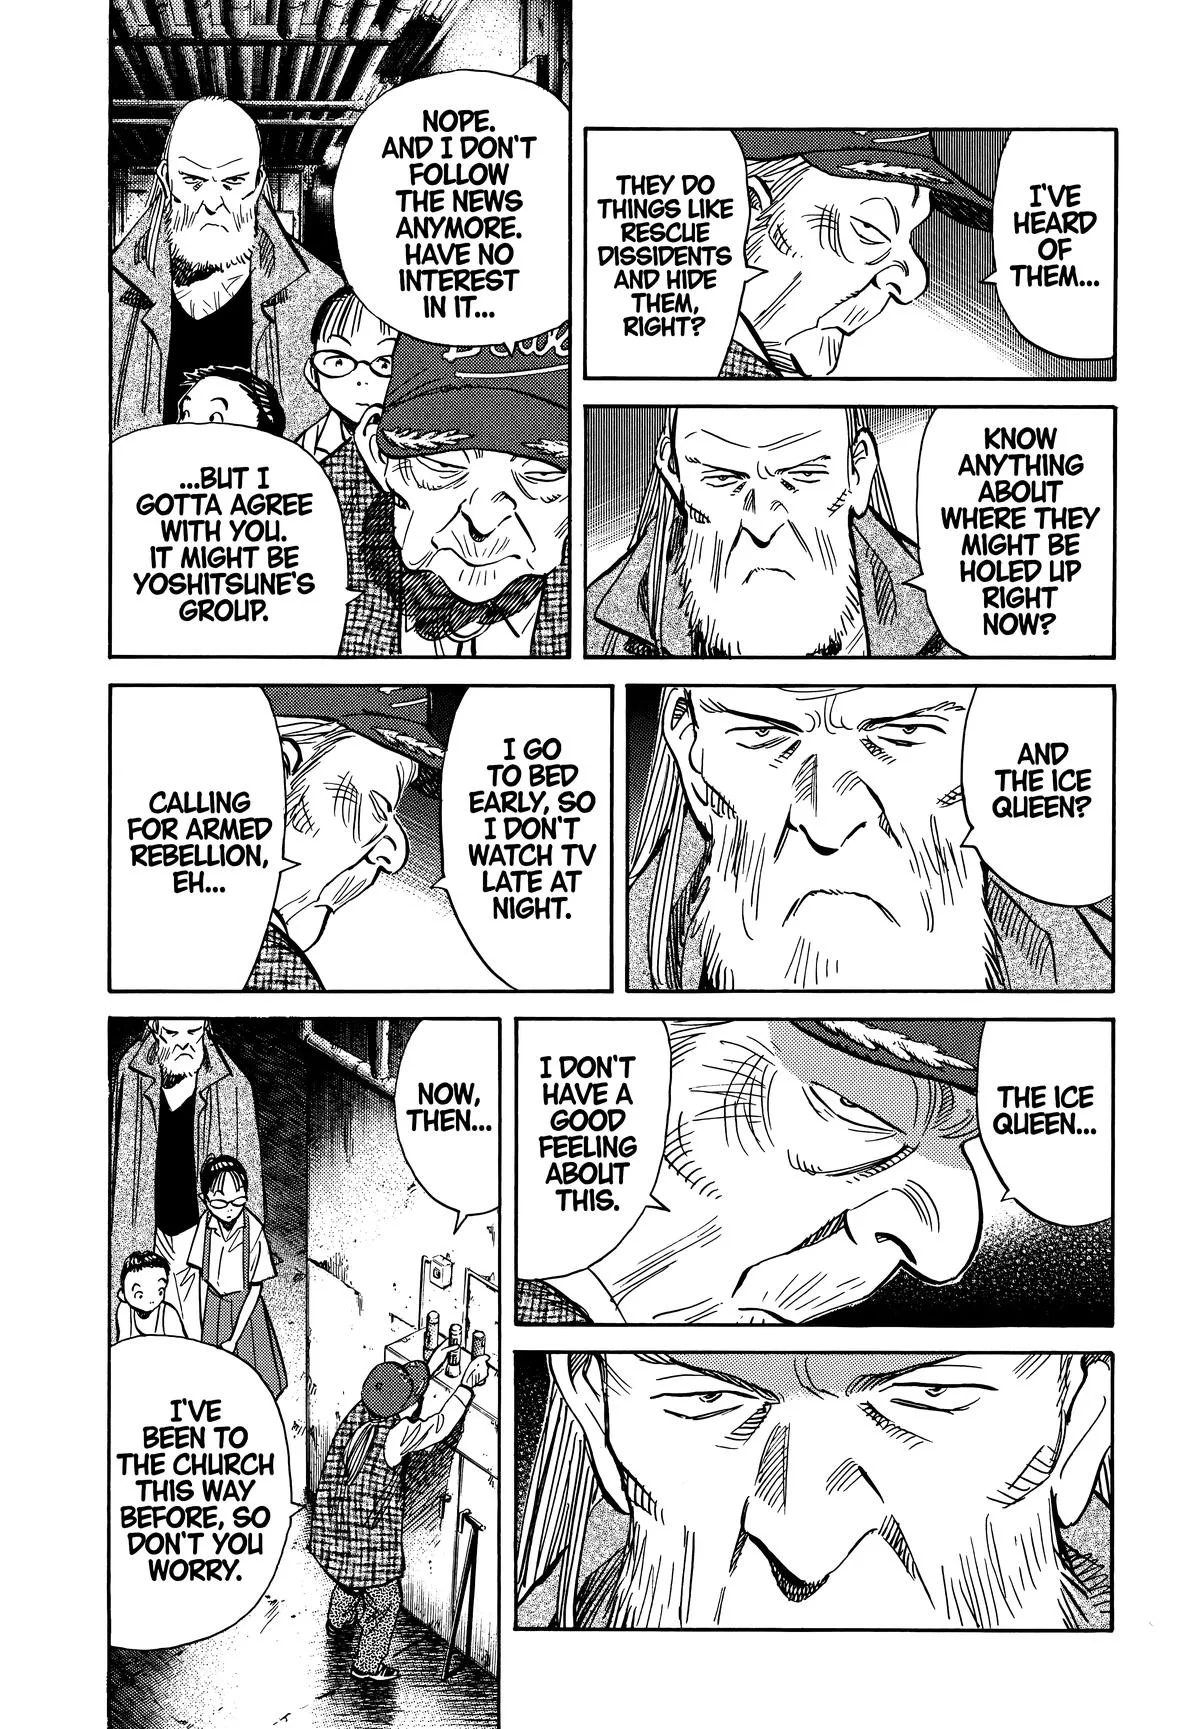 I'VE
HEARD
OF
THEM...
THEY DO
THINGS LIKE
RESCUE
DISSIDENTS
AND HIDE
THEM,
RIGHT?
KNOW
ANYTHING
ABOUT
WHERE THEY
MIGHT BE
HOLED UP
RIGHT
NOW?
NOPE.
AND I DON'T
FOLLOW
THE NEWS
ANYMORE.
HAVE NO
INTEREST
IN IT...
...BUT I
GOTTA AGREE
WITH YOU.
IT MIGHT BE
YOSHITSUNE'S
GROUP.
AND
THE ICE
QUEEN?
I GO
TO BED
EARLY, SO
I DON'T
WATCH TV
LATE AT
NIGHT.
CALLING
FOR ARMED
REBELLION,
EH...
THE ICE
QUEEN...
I DON'T
HAVE A
GOOD
FEELING
ABOUT
THIS.
NOW,
THEN...
I'VE
BEEN TO
THE CHURCH
THIS WAY
BEFORE, SO
DON'T YOU
WORRY.